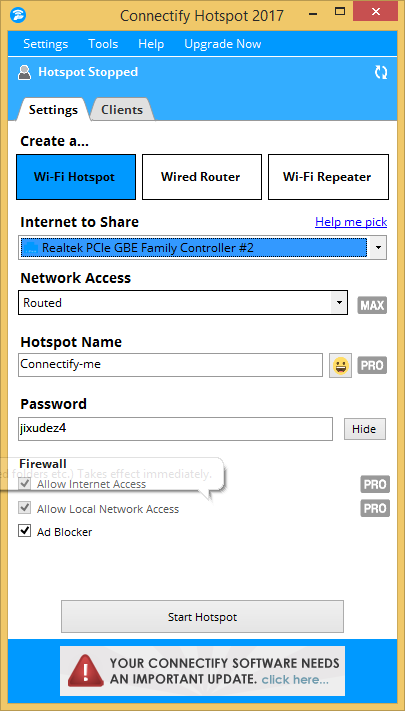 Connectify Hotspot 2017
Settings Tools Help Upgrade Now
Hotspot Stopped
Settings Clients
Create a...
Wi-Fi Hotspot Wired Router Wi-Fi Repeater
Internet to Share Help me pick
Realtek PCIe GBE Family Controller #2
Network Access
Routed MAX
Hotspot Name
Connectify-me PRO
Password
jixudez4 Hide
Firewall
folders etc.) Takes effect immediately.
Allow Internet Access PRO
Allow Local Network Access PRO
Ad Blocker
Start Hotspot
YOUR CONNECTIFY SOFTWARE NEEDS
AN IMPORTANT UPDATE. click here...